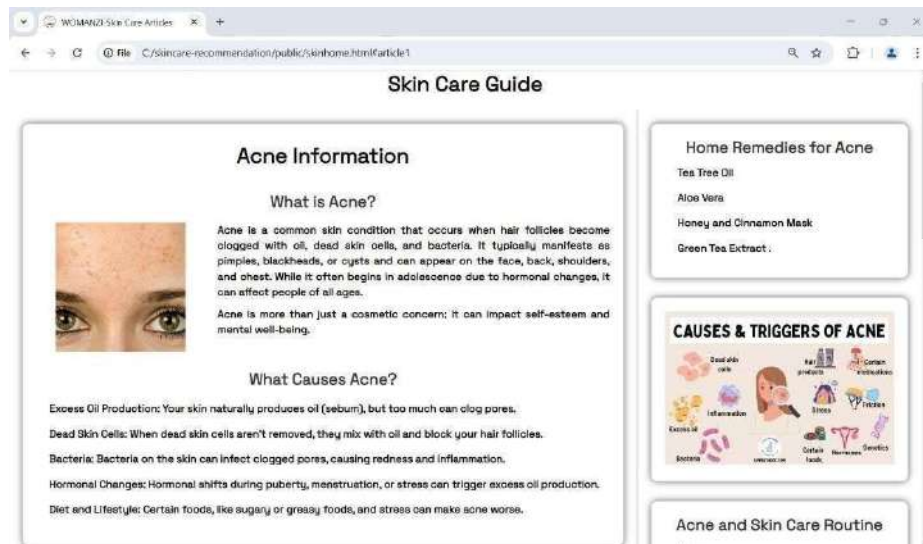 WOMANZI-Skin Care Articles
File C:/skincare-recommendation/public/skinhome.html#article1
Skin Care Guide
Acne Information
What is Acne?
Acne is a common skin condition that occurs when hair follicles become
clogged with oil, dead skin cells, and bacteria. It typically manifests as
pimples, blackheads, or cysts and can appear on the face, back, shoulders,
and chest. While it often begins in adolescence due to hormonal changes, it
can affect people of all ages.
Acne is more than just a cosmetic concern; it can impact self-esteem and
mental well-being.
What Causes Acne?
Excess Oil Production: Your skin naturally produces oil (sebum), but too much can clog pores.
Dead Skin Cells: When dead skin cells aren't removed, they mix with oil and block your hair follicles.
Bacteria: Bacteria on the skin can infect clogged pores, causing redness and inflammation.
Hormonal Changes: Hormonal shifts during puberty, menstruation, or stress can trigger excess oil production.
Diet and Lifestyle: Certain foods, like sugary or greasy foods, and stress can make acne worse.
Home Remedies for Acne
Tea Tree Oil
Aloe Vera
Honey and Cinnamon Mask
Green Tea Extract .
CAUSES & TRIGGERS OF ACNE
Dead skin
cells
Hair
products
Certain
medications
Inflammation
Stress
Friction
Excess oil
Bacteria
Certain
foods
Hormones
Genetics
Acne and Skin Care Routine